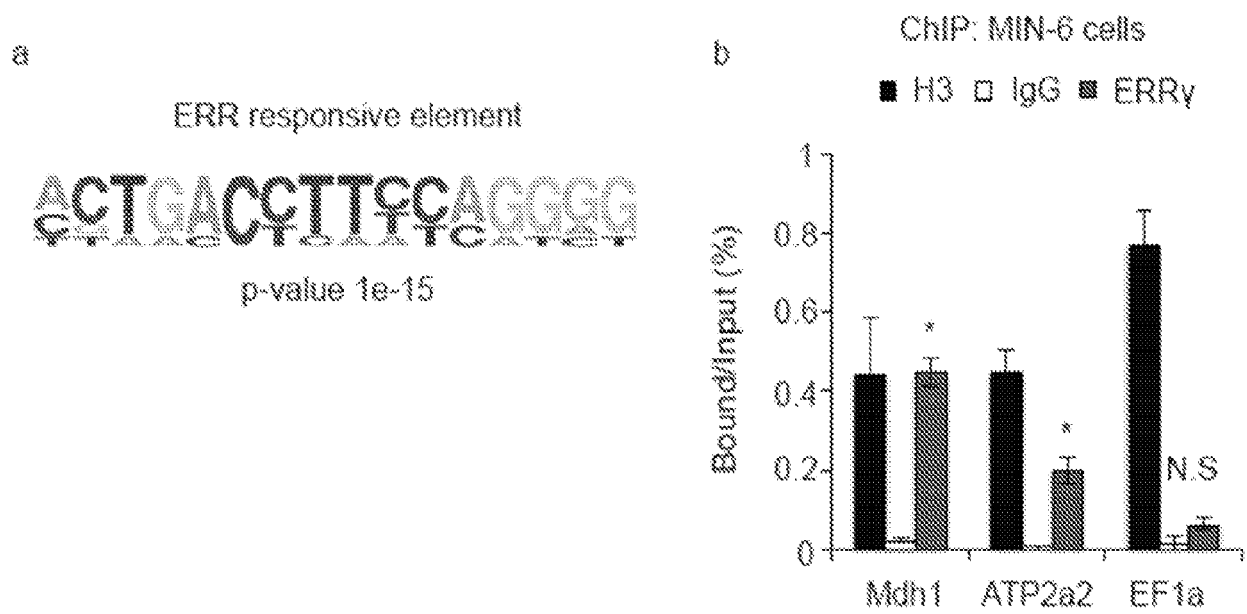 a
ERR responsive element
ACTGACCTTCCAGGGG
p-value 1e-15
b
ChIP: MIN-6 cells
H3 IgG ERRγ
Bound/Input (%)
1
0.8
0.6
0.4
0.2
0
*
*
N.S
Mdh1 ATP2a2 EF1a